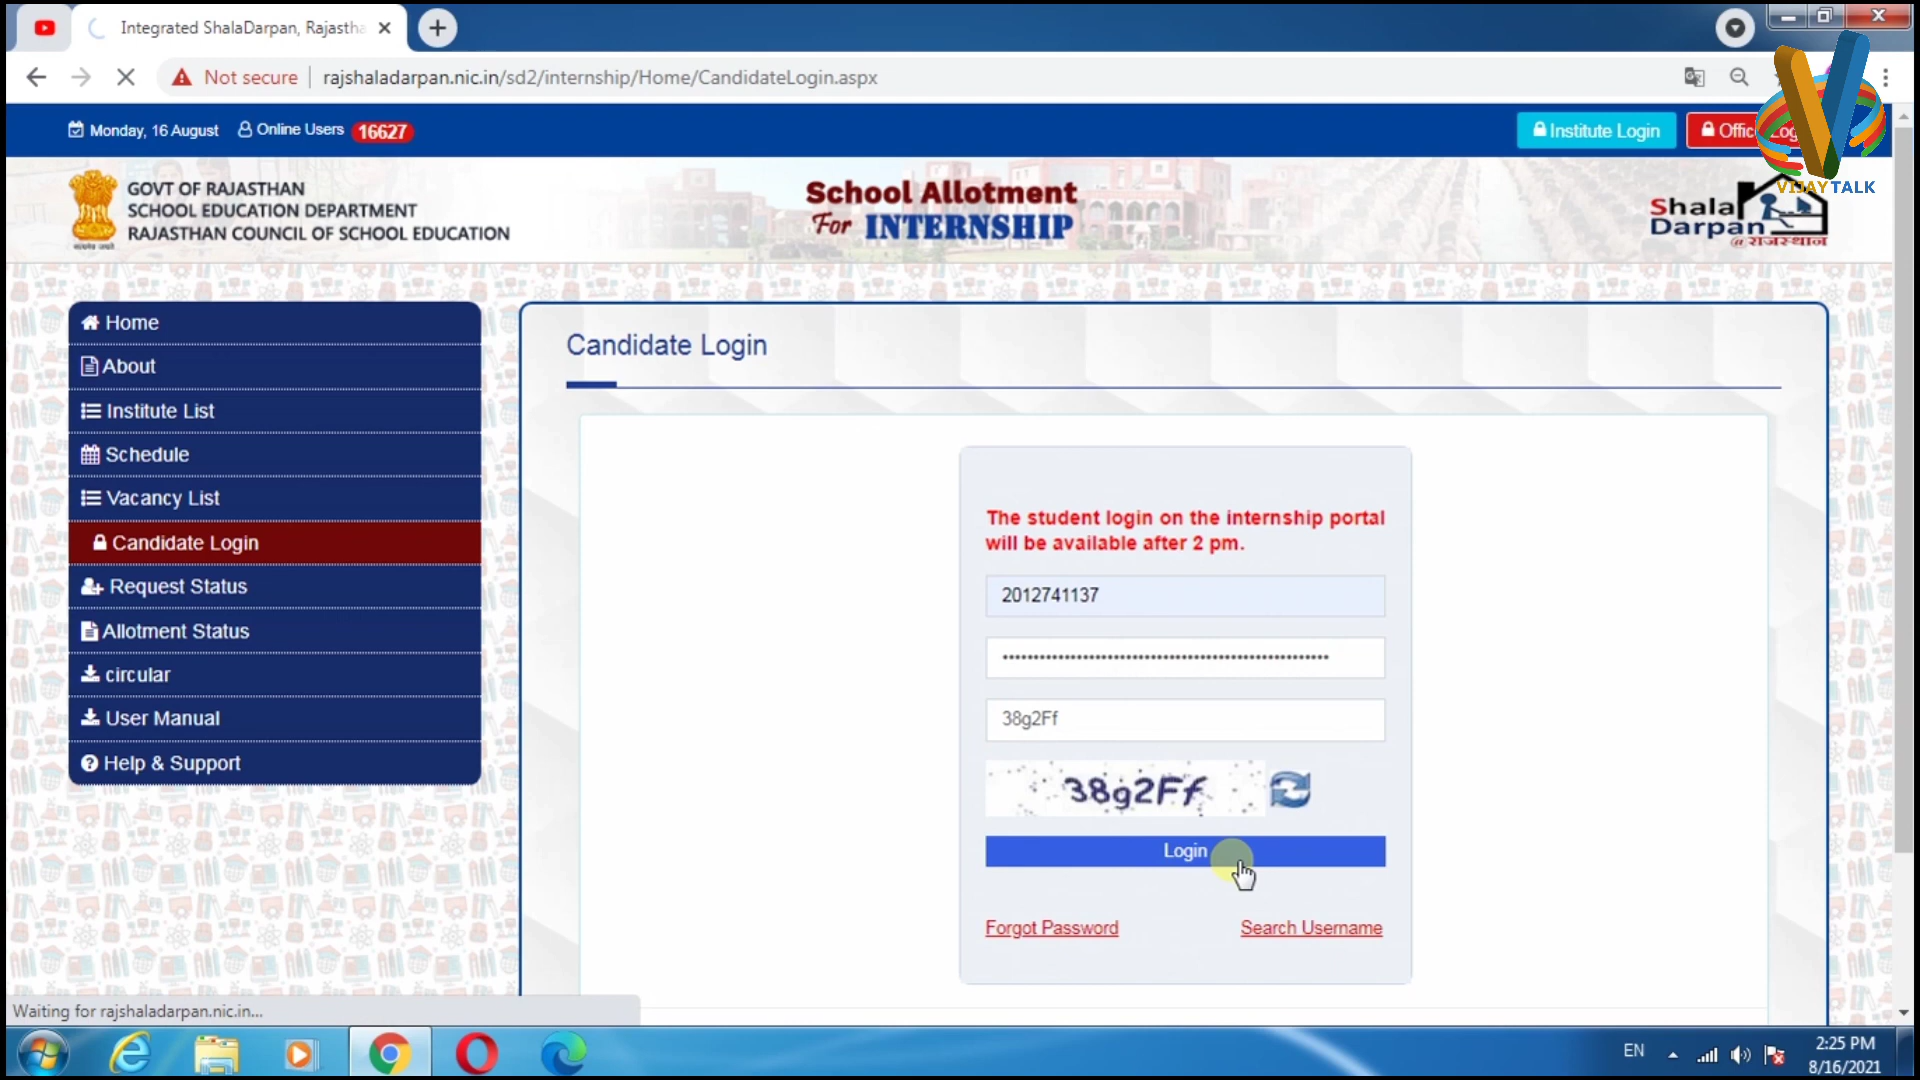 Integrated ShalaDarpan, Rajastha
Not secure
rajshaladarpan.nic.in/sd2/internship/Home/CandidateLogin.aspx
Monday, 16 August
Online Users 16627
Institute Login
Offic
VIJAY TALK
GOVT OF RAJASTHAN
SCHOOL EDUCATION DEPARTMENT
RAJASTHAN COUNCIL OF SCHOOL EDUCATION
School Allotment
For INTERNSHIP
Shala
Darpan
@राजस्थान
Home
About
Institute List
Schedule
Vacancy List
Candidate Login
Request Status
Allotment Status
circular
User Manual
Help & Support
Candidate Login
The student login on the internship portal
will be available after 2 pm.
2012741137
38g2Ff
38g2Ff
Login
Forgot Password
Search Username
Waiting for rajshaladarpan.nic.in...
EN
2:25 PM
8/16/2021